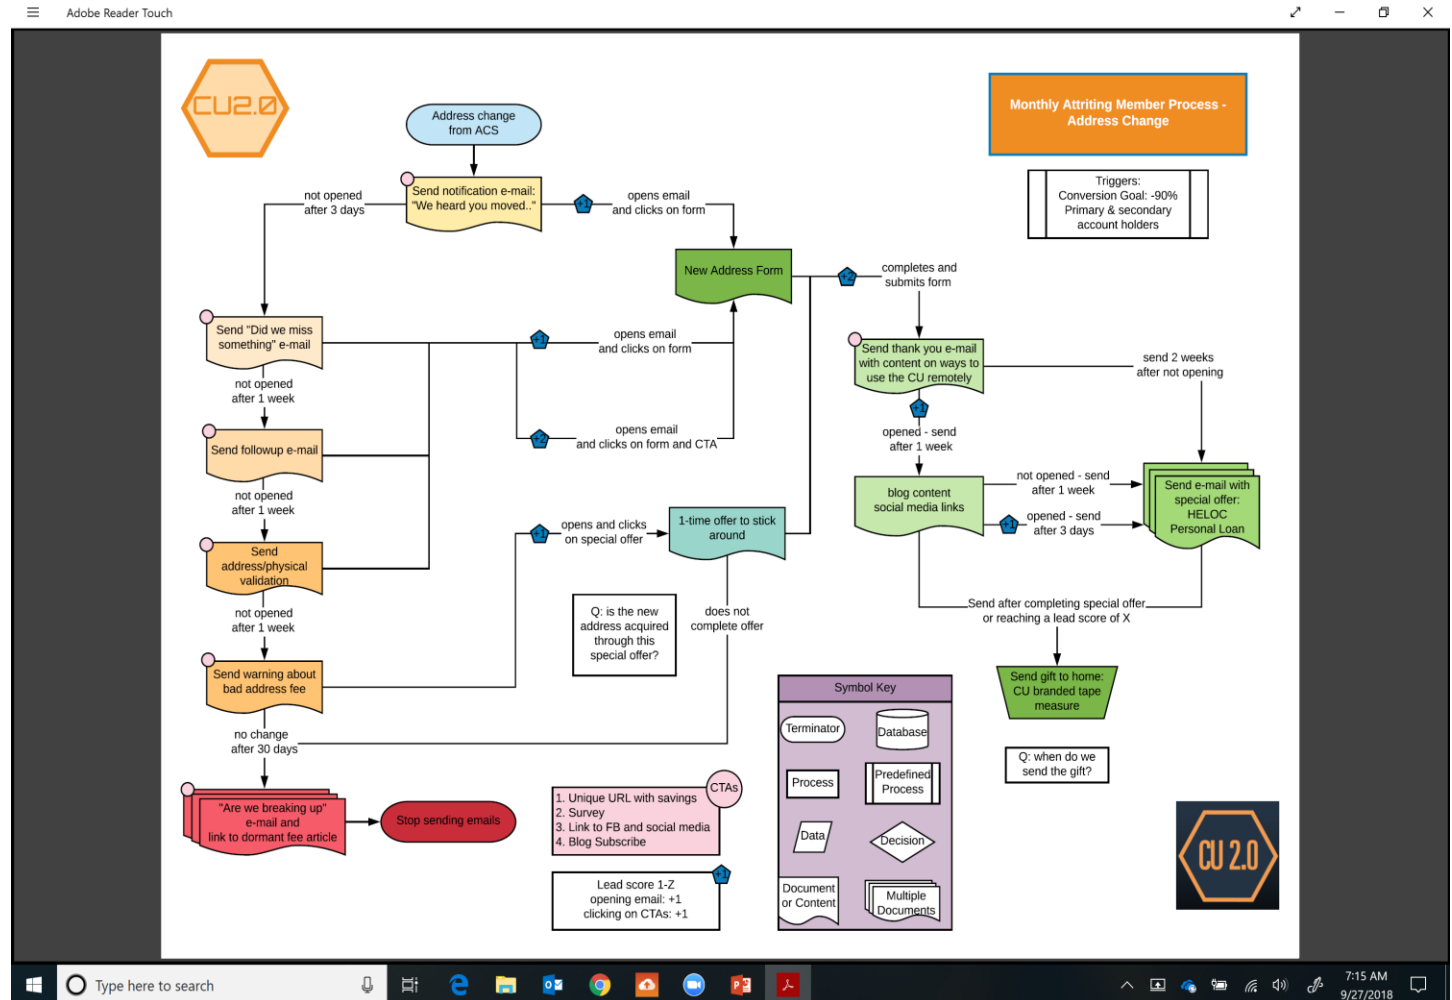 Adobe Reader Touch
CU2.0
Address change
from ACS
Monthly Attriting Member Process -
Address Change
Triggers:
Conversion Goal: -90%
Primary & secondary
account holders
Send notification e-mail:
"We heard you moved.."
not opened
after 3 days
+1
opens email
and clicks on form
New Address Form
+2
completes and
submits form
Send "Did we miss
something" e-mail
+1
opens email
and clicks on form
not opened
after 1 week
+2
opens email
and clicks on form and CTA
Send followup e-mail
not opened
after 1 week
Send
address/physical
validation
not opened
after 1 week
Send warning about
bad address fee
+1
opens and clicks
on special offer
1-time offer to stick
around
Q: is the new
address acquired
through this
special offer?
does not
complete offer
no change
after 30 days
"Are we breaking up"
e-mail and
link to dormant fee article
Stop sending emails
Send thank you e-mail
with content on ways to
use the CU remotely
send 2 weeks
after not opening
+1
opened - send
after 1 week
blog content
social media links
not opened - send
after 1 week
+1
opened - send
after 3 days
Send e-mail with
special offer:
HELOC
Personal Loan
Send after completing special offer
or reaching a lead score of X
Send gift to home:
CU branded tape
measure
Q: when do we
send the gift?
CTAs
1. Unique URL with savings
2. Survey
3. Link to FB and social media
4. Blog Subscribe
+1
Lead score 1-Z
opening email: +1
clicking on CTAs: +1
Symbol Key
Terminator
Database
Process
Predefined
Process
Data
Decision
Document
or Content
Multiple
Documents
CU 2.0
Type here to search
7:15 AM
9/27/2018